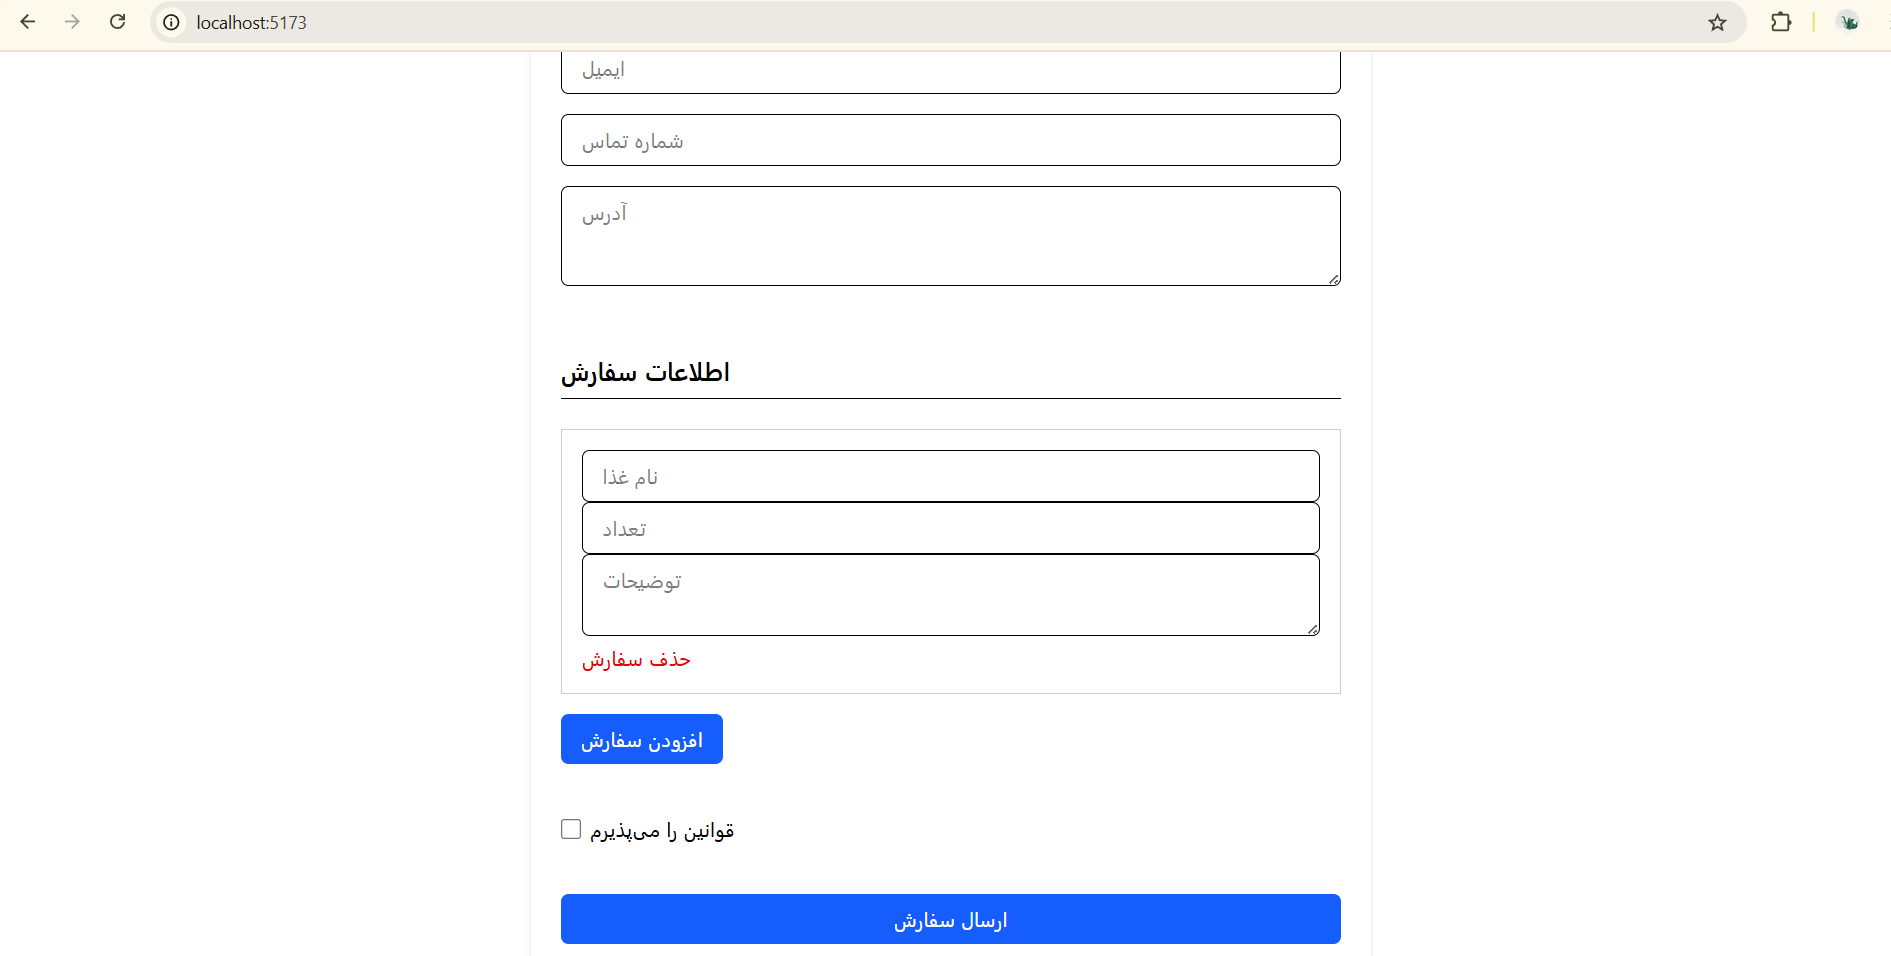 localhost:5173
ایمیل
شماره تماس
آدرس
اطلاعات سفارش
نام غذا
تعداد
توضیحات
حذف سفارش
افزودن سفارش
قوانین را می‌پذیرم
ارسال سفارش